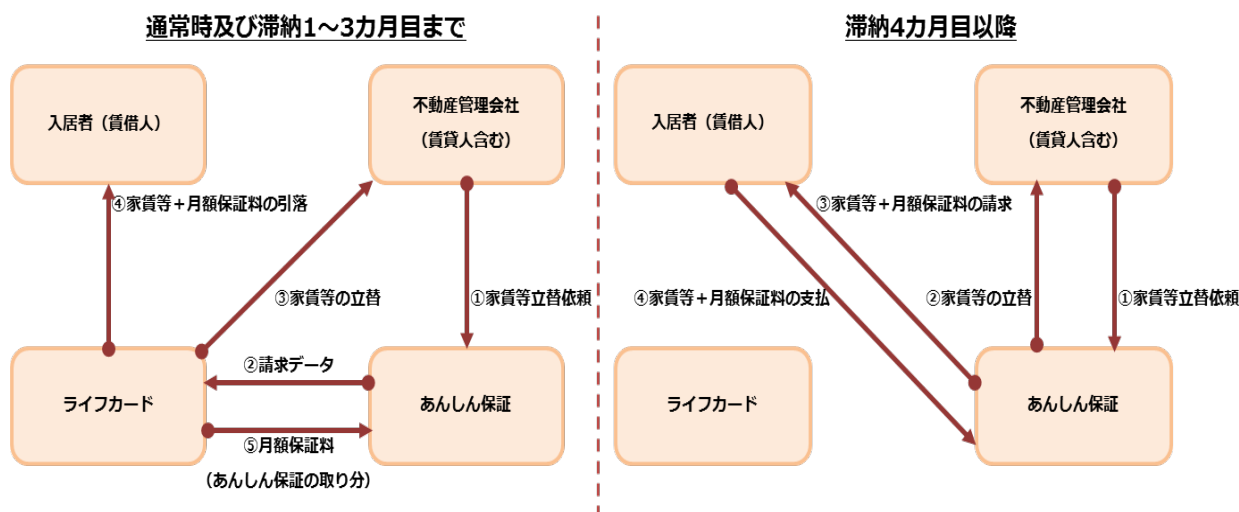 通常時及び滞納1～3カ月目まで
入居者（賃借人）
不動産管理会社
（賃貸人含む）
④家賃等＋月額保証料の引落
③家賃等の立替
①家賃等立替依頼
②請求データ
ライフカード
あんしん保証
⑤月額保証料
（あんしん保証の取り分）
滞納4カ月目以降
入居者（賃借人）
不動産管理会社
（賃貸人含む）
③家賃等＋月額保証料の請求
④家賃等＋月額保証料の支払
②家賃等の立替
①家賃等立替依頼
ライフカード
あんしん保証